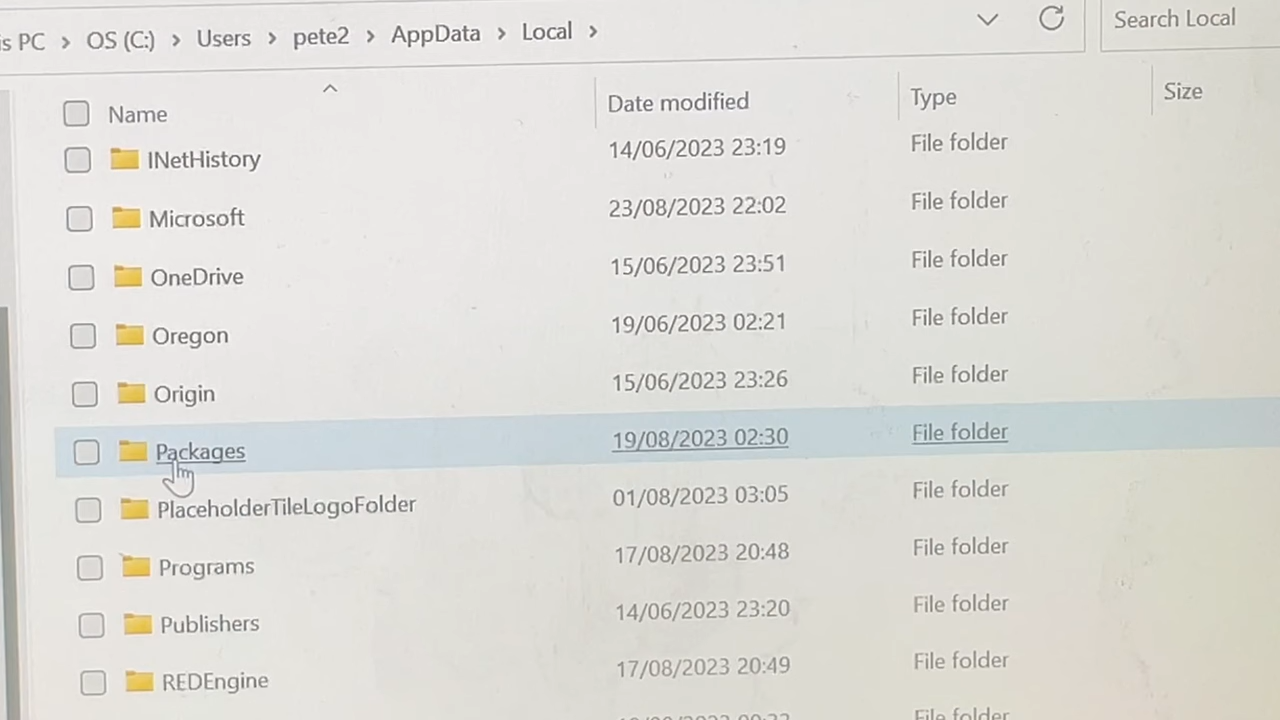 is PC > OS (C:) > Users > pete2 > AppData > Local >
Search Local
Name Date modified Type Size
INetHistory 14/06/2023 23:19 File folder
Microsoft 23/08/2023 22:02 File folder
OneDrive 15/06/2023 23:51 File folder
Oregon 19/06/2023 02:21 File folder
Origin 15/06/2023 23:26 File folder
Packages 19/08/2023 02:30 File folder
PlaceholderTileLogoFolder 01/08/2023 03:05 File folder
Programs 17/08/2023 20:48 File folder
Publishers 14/06/2023 23:20 File folder
REDEngine 17/08/2023 20:49 File folder
File folder